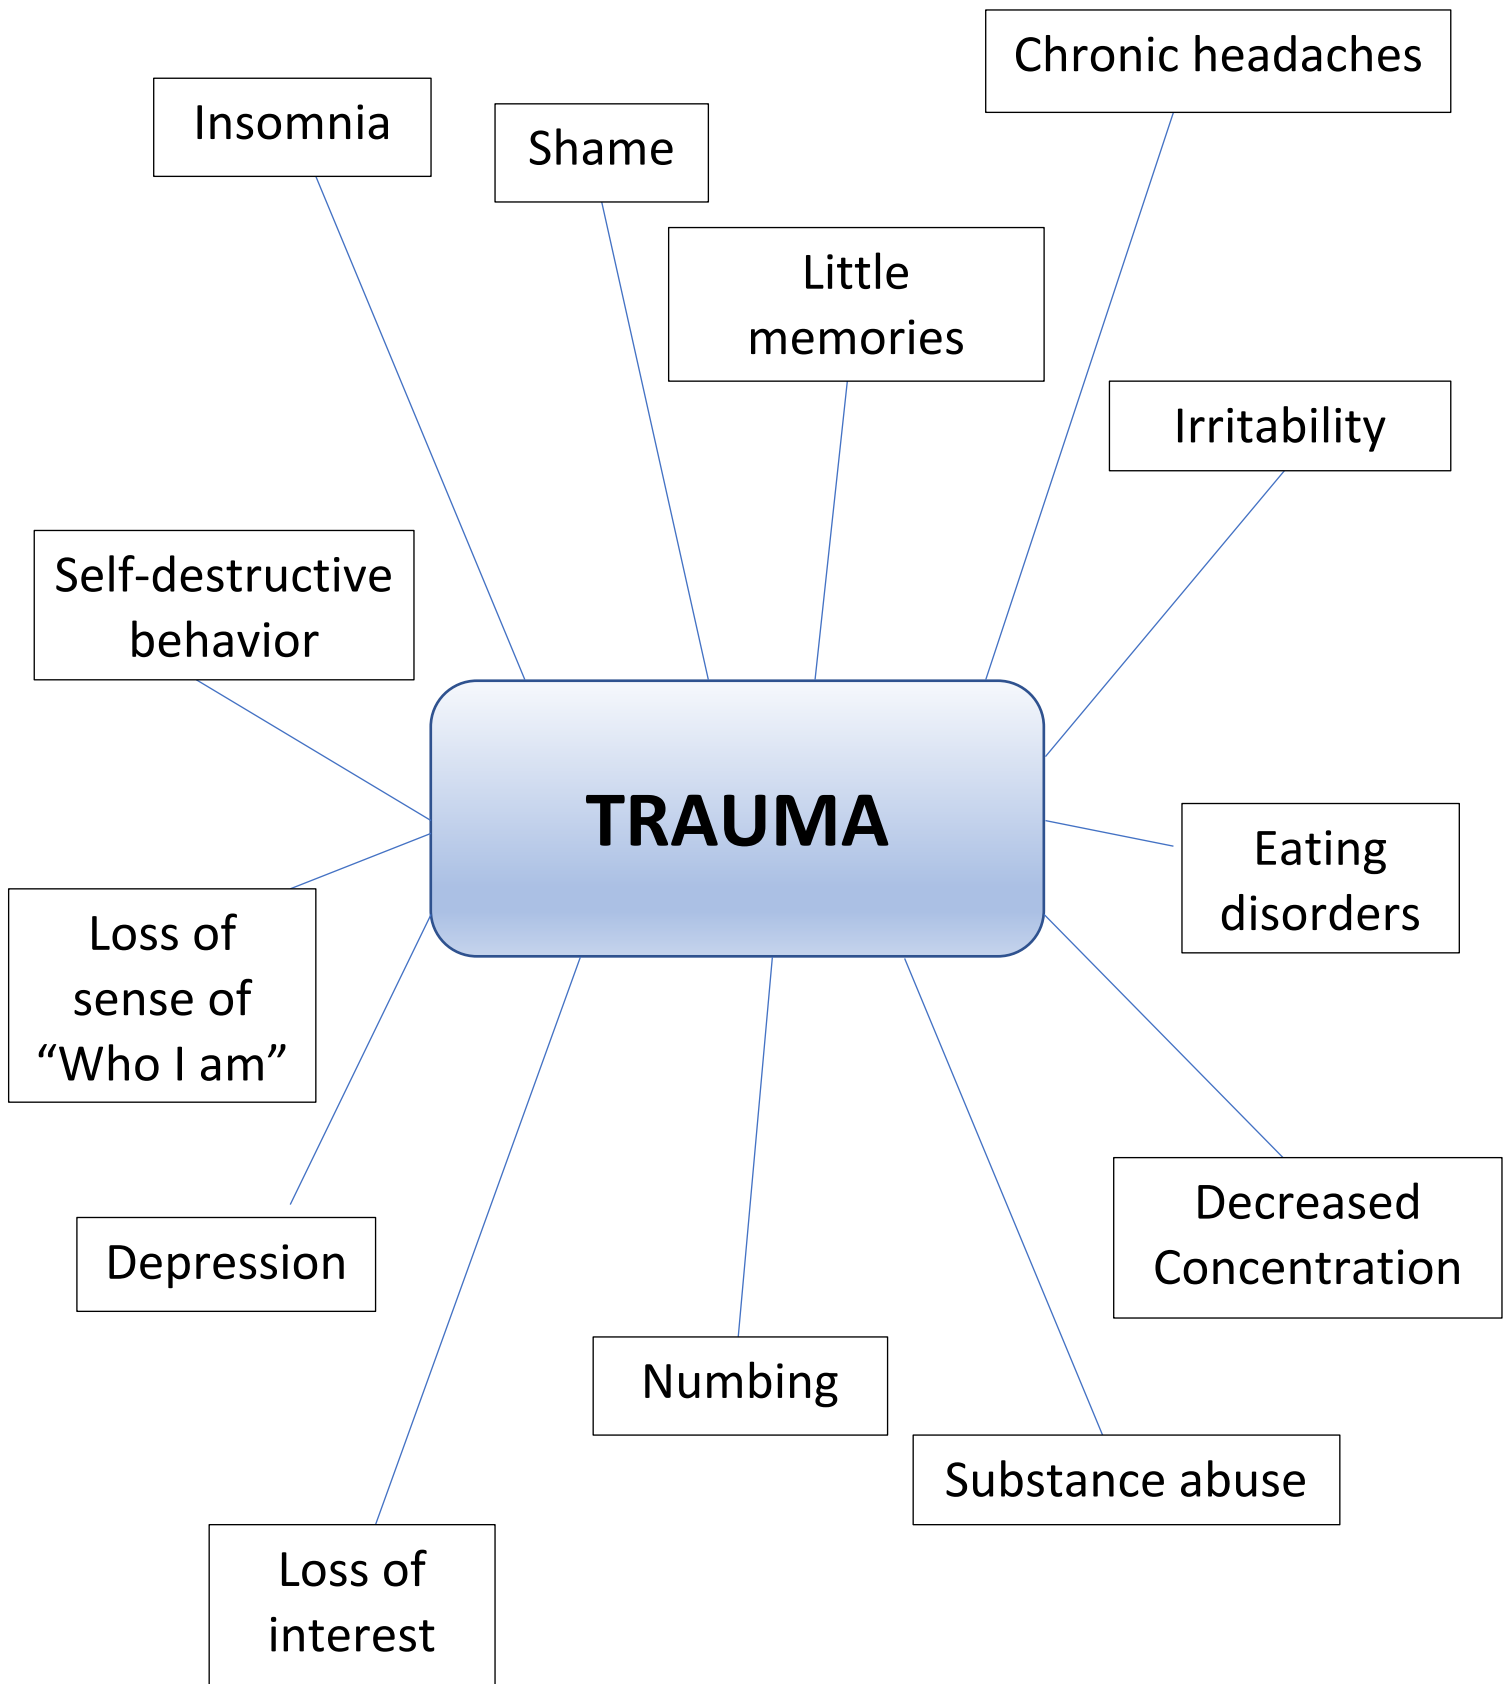 Chronic headaches
Insomnia
Shame
Little
memories
Irritability
Self-destructive
behavior
TRAUMA
Eating
disorders
Loss of
sense of
“Who I am”
Decreased
Concentration
Depression
Numbing
Substance abuse
Loss of
interest